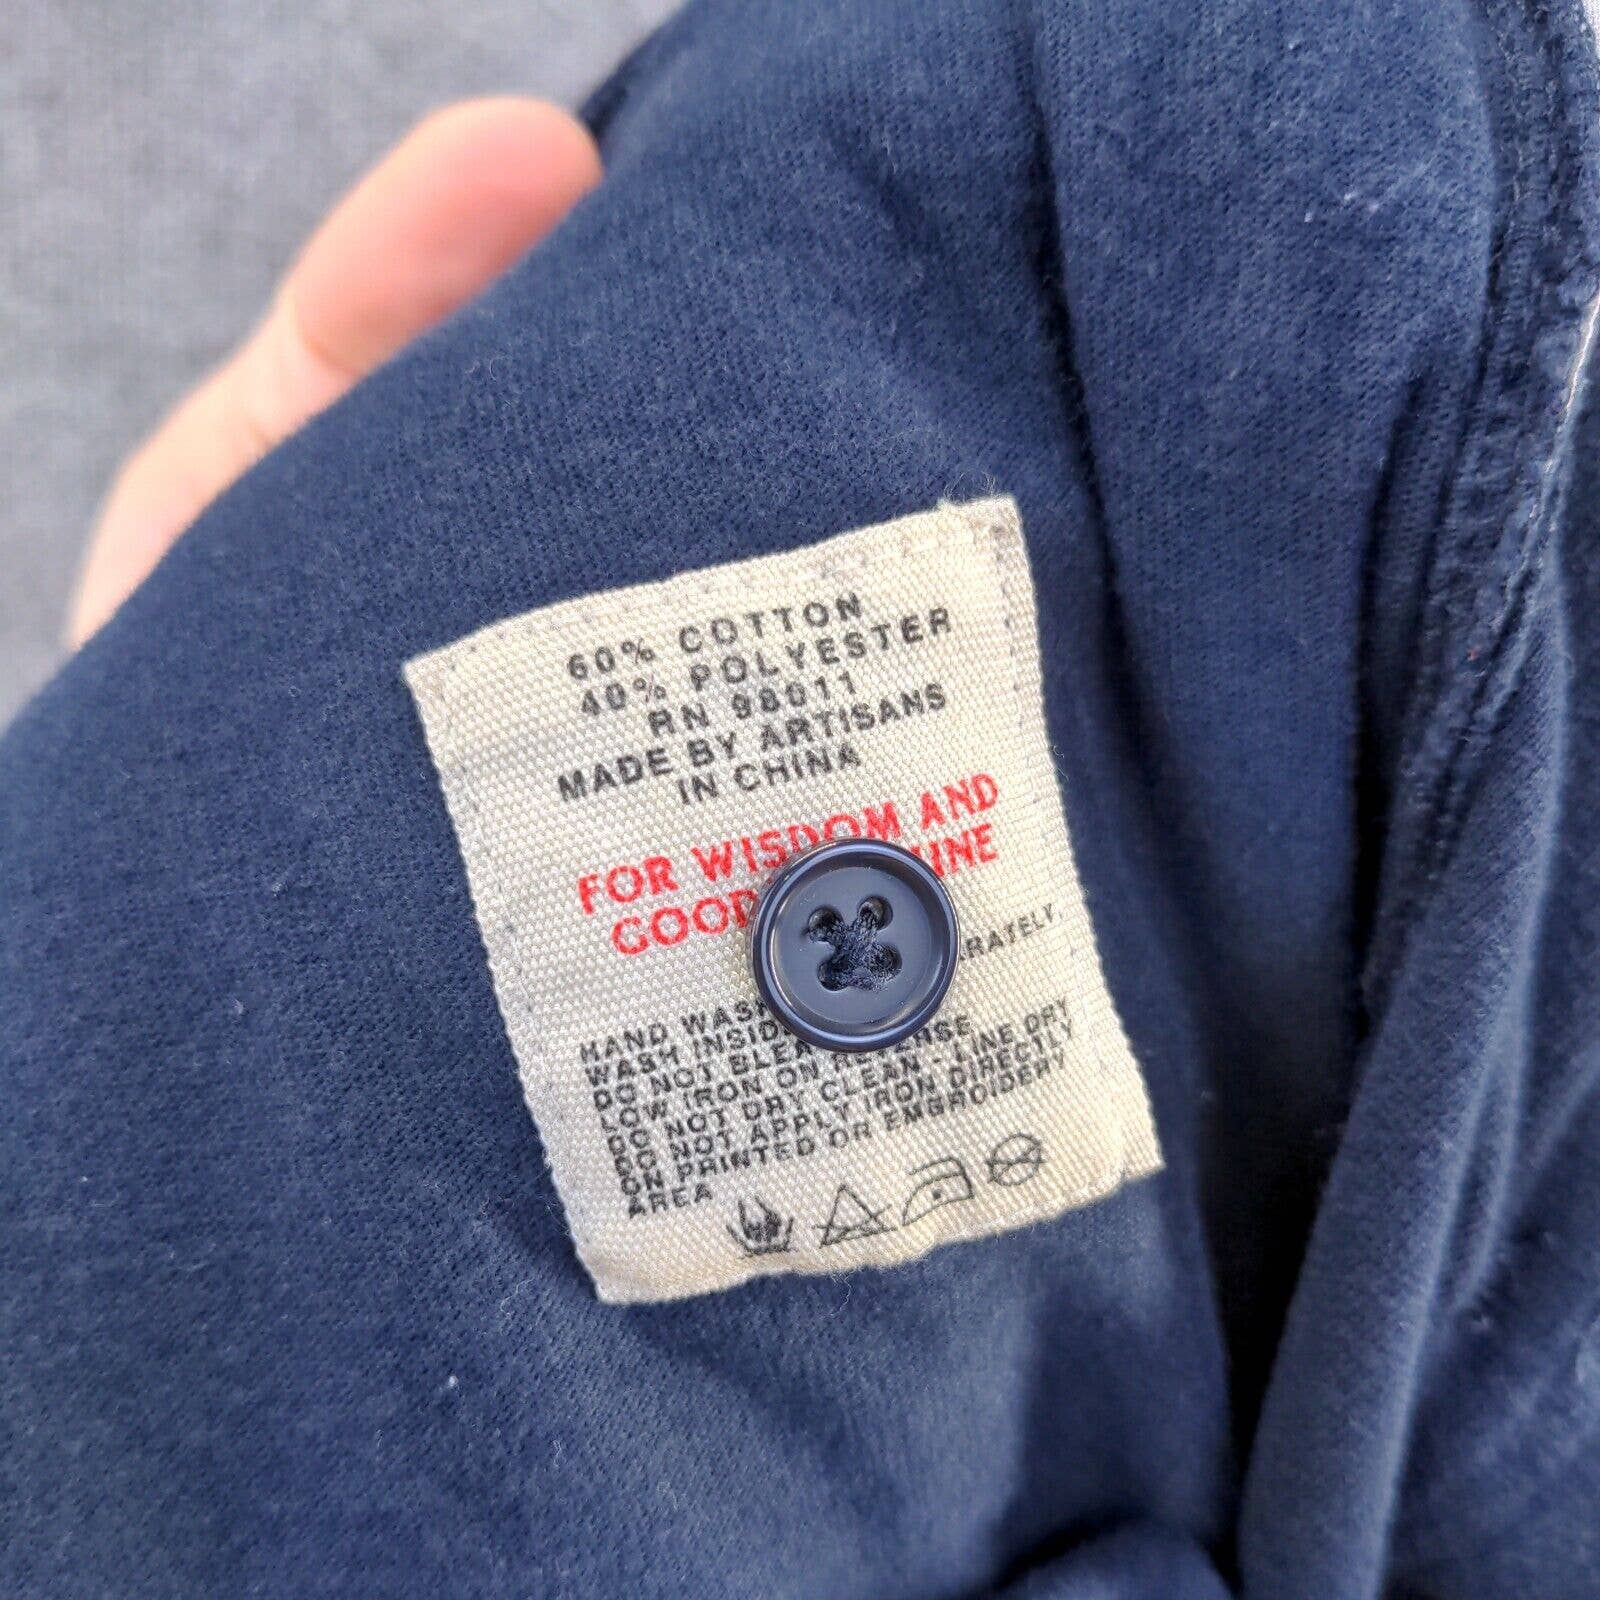 60% COTTON
40% POLYESTER
RN 98011
MADE BY ARTISANS
IN CHINA
FOR WISDOM AND
GOOD
HAND WASH
WASH INSIDE
DO NOT BLEA REVERSE
LOW IRON ON REVERSE
DO NOT DRY CLEAN - LINE DRY
DO NOT APPLY IRON DIRECTLY
ON PRINTED OR EMBROIDERY
AREA